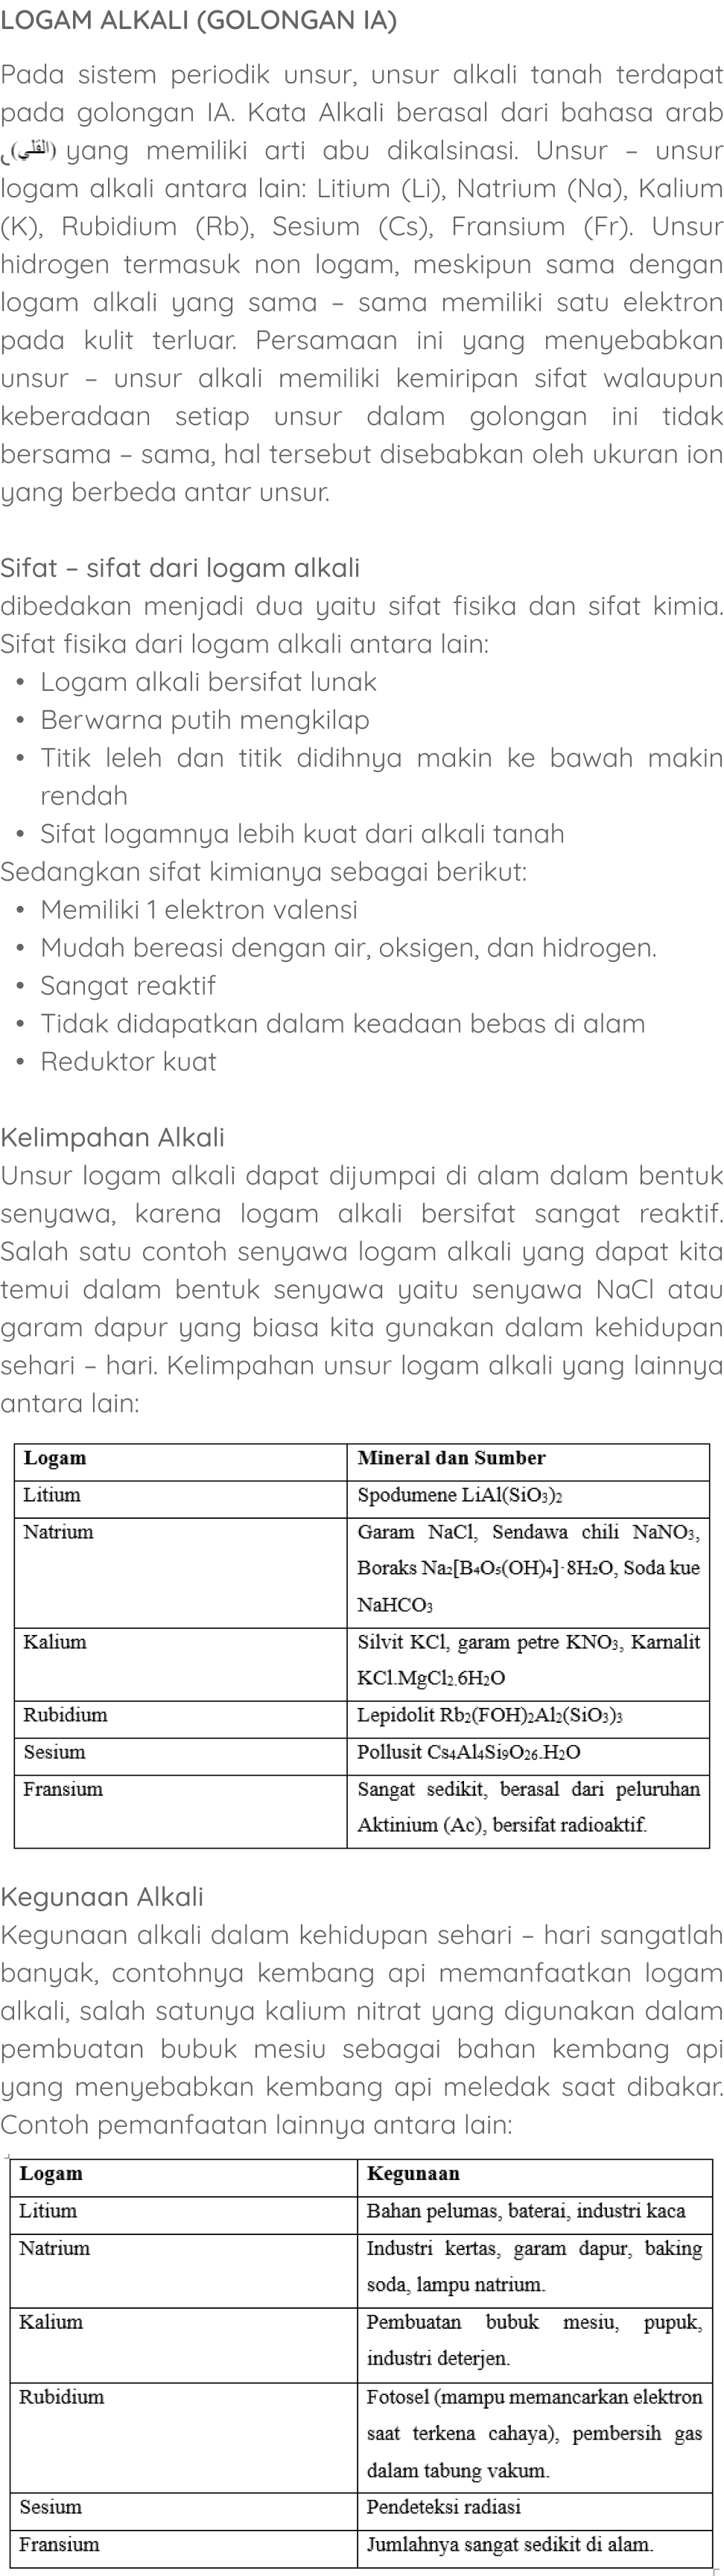 LOGAM ALKALI (GOLONGAN IA)
Pada sistem periodik unsur, unsur alkali tanah terdapat
pada golongan IA. Kata Alkali berasal dari bahasa arab
(القلي), yang memiliki arti abu dikalsinasi. Unsur – unsur
logam alkali antara lain: Litium (Li), Natrium (Na), Kalium
(K), Rubidium (Rb), Sesium (Cs), Fransium (Fr). Unsur
hidrogen termasuk non logam, meskipun sama dengan
logam alkali yang sama – sama memiliki satu elektron
pada kulit terluar. Persamaan ini yang menyebabkan
unsur – unsur alkali memiliki kemiripan sifat walaupun
keberadaan setiap unsur dalam golongan ini tidak
bersama – sama, hal tersebut disebabkan oleh ukuran ion
yang berbeda antar unsur.
Sifat – sifat dari logam alkali
dibedakan menjadi dua yaitu sifat fisika dan sifat kimia.
Sifat fisika dari logam alkali antara lain:
• Logam alkali bersifat lunak
• Berwarna putih mengkilap
• Titik leleh dan titik didihnya makin ke bawah makin
rendah
• Sifat logamnya lebih kuat dari alkali tanah
Sedangkan sifat kimianya sebagai berikut:
• Memiliki 1 elektron valensi
• Mudah bereasi dengan air, oksigen, dan hidrogen.
• Sangat reaktif
• Tidak didapatkan dalam keadaan bebas di alam
• Reduktor kuat
Kelimpahan Alkali
Unsur logam alkali dapat dijumpai di alam dalam bentuk
senyawa, karena logam alkali bersifat sangat reaktif.
Salah satu contoh senyawa logam alkali yang dapat kita
temui dalam bentuk senyawa yaitu senyawa NaCl atau
garam dapur yang biasa kita gunakan dalam kehidupan
sehari – hari. Kelimpahan unsur logam alkali yang lainnya
antara lain:
Logam Mineral dan Sumber
Litium Spodumene LiAl(SiO₃)₂
Natrium Garam NaCl, Sendawa chili NaNO₃,
Boraks Na₂[B₄O₅(OH)₄]·8H₂O, Soda kue
NaHCO₃
Kalium Silvit KCl, garam petre KNO₃, Karnalit
KCl.MgCl₂.6H₂O
Rubidium Lepidolit Rb₂(FOH)₂Al₂(SiO₃)₃
Sesium Pollusit Cs₄Al₄Si₉O₂₆.H₂O
Fransium Sangat sedikit, berasal dari peluruhan
Aktinium (Ac), bersifat radioaktif.
Kegunaan Alkali
Kegunaan alkali dalam kehidupan sehari – hari sangatlah
banyak, contohnya kembang api memanfaatkan logam
alkali, salah satunya kalium nitrat yang digunakan dalam
pembuatan bubuk mesiu sebagai bahan kembang api
yang menyebabkan kembang api meledak saat dibakar.
Contoh pemanfaatan lainnya antara lain:
Logam Kegunaan
Litium Bahan pelumas, baterai, industri kaca
Natrium Industri kertas, garam dapur, baking
soda, lampu natrium.
Kalium Pembuatan bubuk mesiu, pupuk,
industri deterjen.
Rubidium Fotosel (mampu memancarkan elektron
saat terkena cahaya), pembersih gas
dalam tabung vakum.
Sesium Pendeteksi radiasi
Fransium Jumlahnya sangat sedikit di alam.